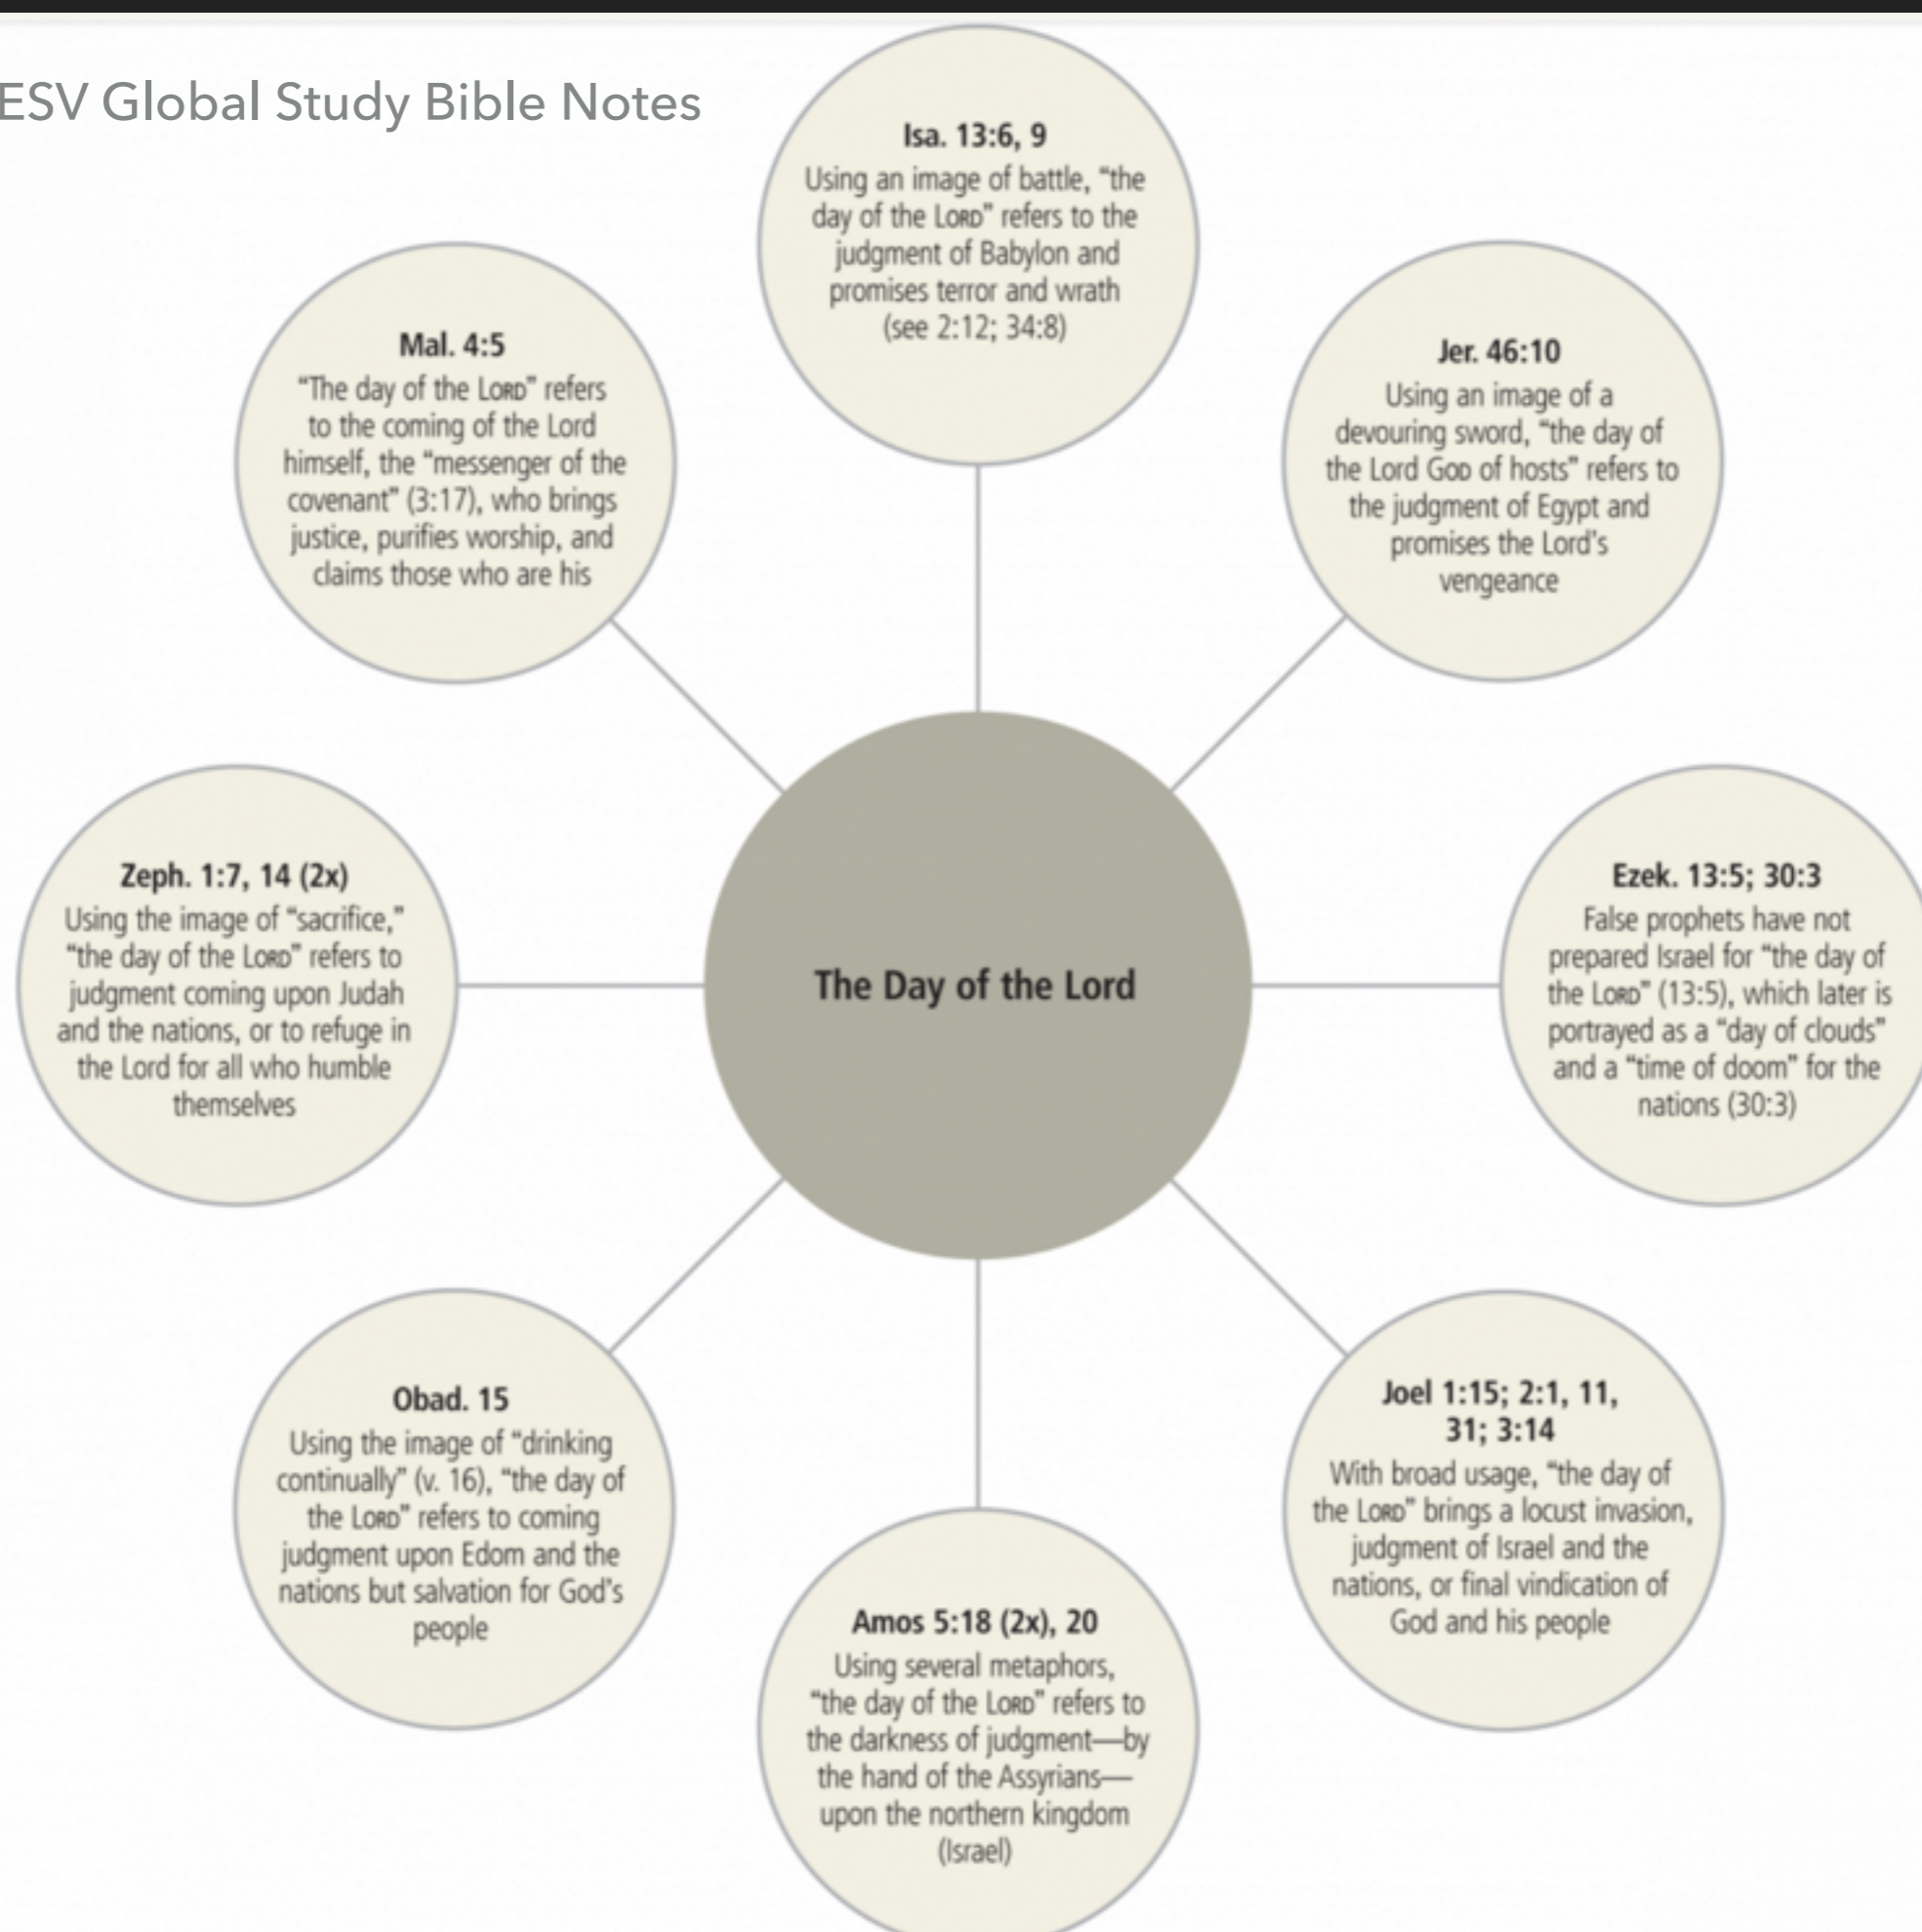 ESV Global Study Bible Notes
Isa. 13:6, 9
Using an image of battle, “the
day of the LORD” refers to the
judgment of Babylon and
promises terror and wrath
(see 2:12; 34:8)
Jer. 46:10
Using an image of a
devouring sword, “the day of
the Lord GOD of hosts” refers to
the judgment of Egypt and
promises the Lord’s
vengeance
Ezek. 13:5; 30:3
False prophets have not
prepared Israel for “the day of
the LORD” (13:5), which later is
portrayed as a “day of clouds”
and a “time of doom” for the
nations (30:3)
Joel 1:15; 2:1, 11,
31; 3:14
With broad usage, “the day of
the LORD” brings a locust invasion,
judgment of Israel and the
nations, or final vindication of
God and his people
Amos 5:18 (2x), 20
Using several metaphors,
“the day of the LORD” refers to
the darkness of judgment—by
the hand of the Assyrians—
upon the northern kingdom
(Israel)
Obad. 15
Using the image of “drinking
continually” (v. 16), “the day of
the LORD” refers to coming
judgment upon Edom and the
nations but salvation for God’s
people
Zeph. 1:7, 14 (2x)
Using the image of “sacrifice,”
“the day of the LORD” refers to
judgment coming upon Judah
and the nations, or to refuge in
the Lord for all who humble
themselves
Mal. 4:5
“The day of the LORD” refers
to the coming of the Lord
himself, the “messenger of the
covenant” (3:17), who brings
justice, purifies worship, and
claims those who are his
The Day of the Lord